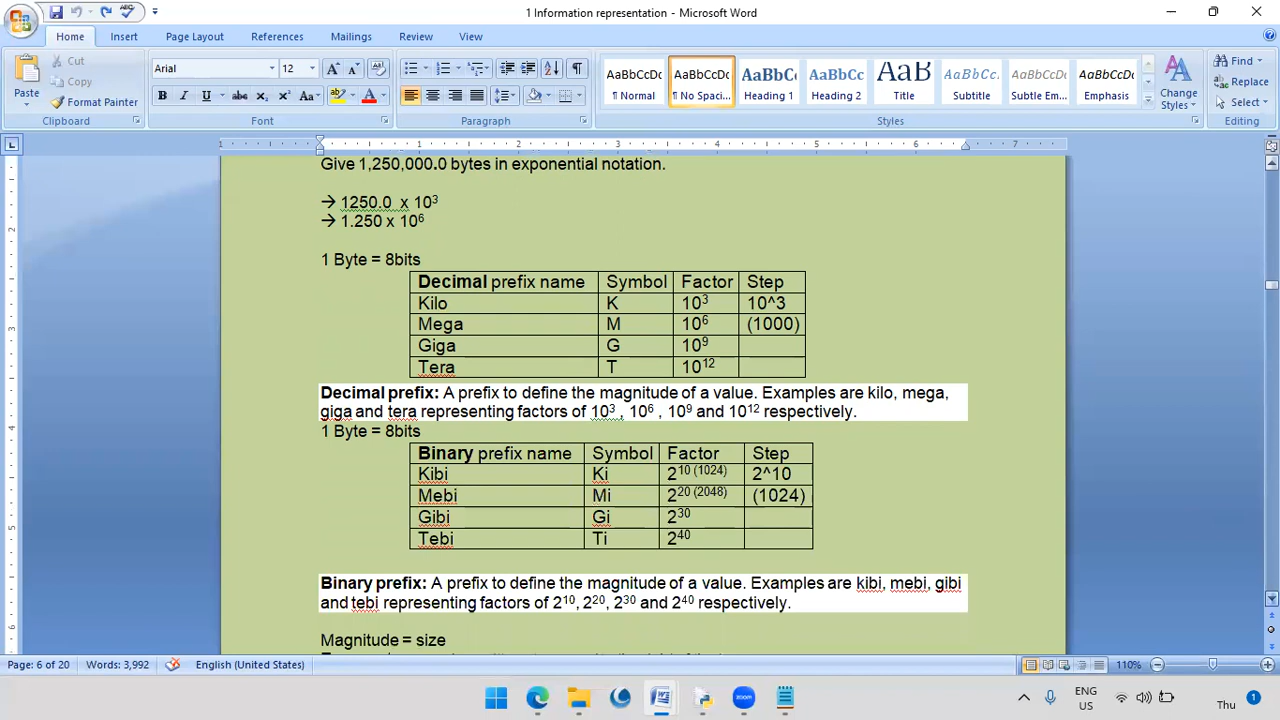 1 Information representation - Microsoft Word
Home Insert Page Layout References Mailings Review View
Cut
Copy
Format Painter
Paste
Clipboard
Arial 12
Font
Paragraph
AaBbCcDc AaBbCcDc AaBbCc AaBbCc AaB AaBbCc. AaBbCcDc AaBbCcDc
¶ Normal ¶ No Spaci... Heading 1 Heading 2 Title Subtitle Subtle Em... Emphasis
Change Styles
Styles
Find
Replace
Select
Editing
Give 1,250,000.0 bytes in exponential notation.
→ 1250.0 x 10³
→ 1.250 x 10⁶
1 Byte = 8bits
Decimal prefix name Symbol Factor Step
Kilo K 10³ 10^3
Mega M 10⁶ (1000)
Giga G 10⁹
Tera T 10¹²
Decimal prefix: A prefix to define the magnitude of a value. Examples are kilo, mega,
giga and tera representing factors of 10³ , 10⁶ , 10⁹ and 10¹² respectively.
1 Byte = 8bits
Binary prefix name Symbol Factor Step
Kibi Ki 2¹⁰ ⁽¹⁰²⁴⁾ 2^10
Mebi Mi 2²⁰ ⁽²⁰⁴⁸⁾ (1024)
Gibi Gi 2³⁰
Tebi Ti 2⁴⁰
Binary prefix: A prefix to define the magnitude of a value. Examples are kibi, mebi, gibi
and tebi representing factors of 2¹⁰, 2²⁰, 2³⁰ and 2⁴⁰ respectively.
Magnitude = size
Page: 6 of 20 Words: 3,992 English (United States) 110%
zoom
ENG
US
Thu
1